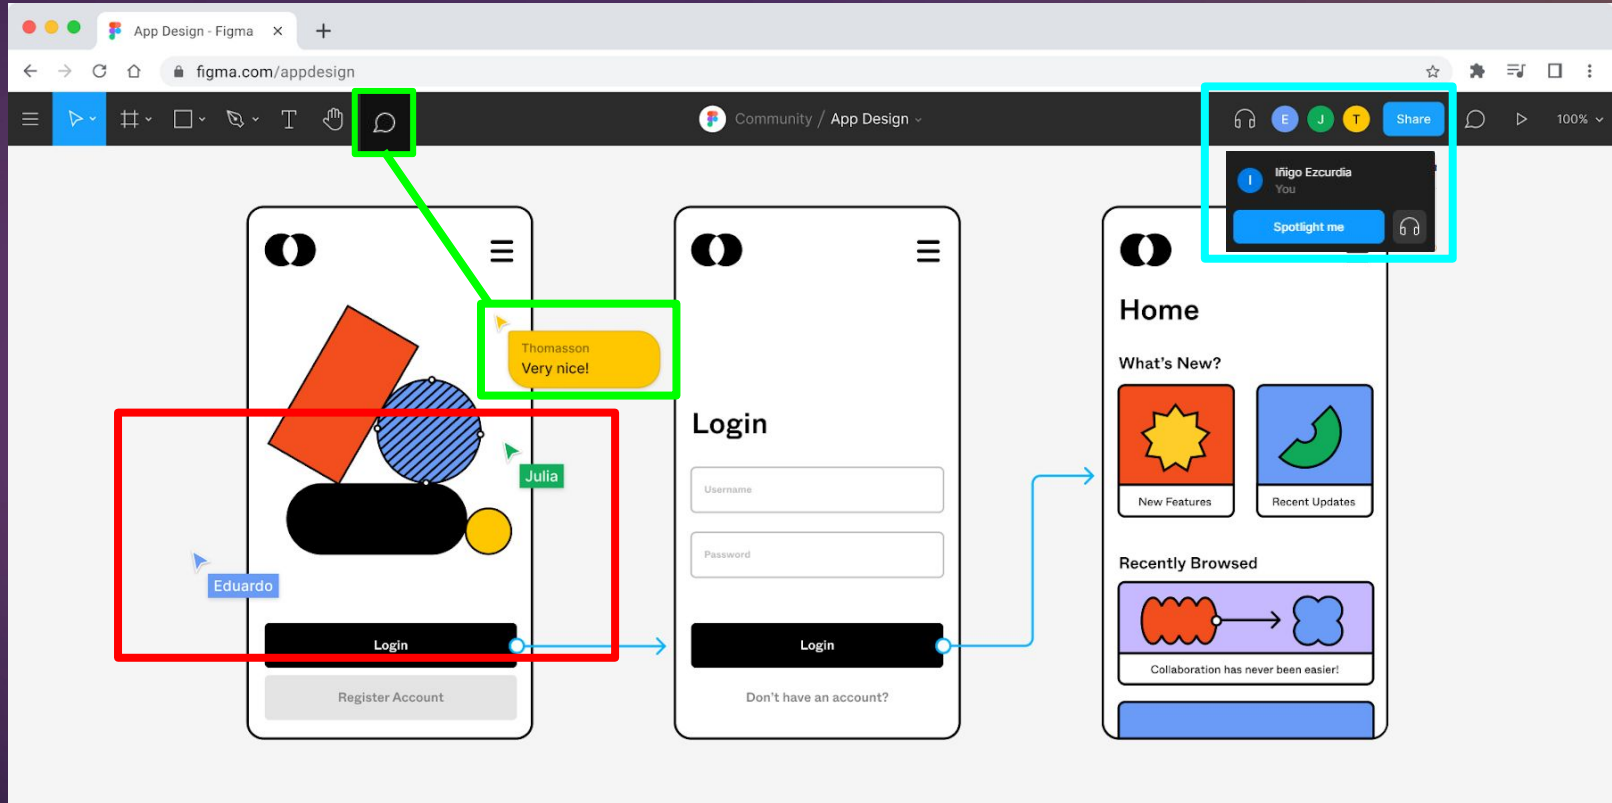 App Design - Figma
figma.com/appdesign
T
Community / App Design
E J T Share
100%
Iñigo Ezcurdia
You
Spotlight me
Thomasson
Very nice!
Julia
Eduardo
Login
Register Account
Login
Username
Password
Login
Don't have an account?
Home
What's New?
New Features
Recent Updates
Recently Browsed
Collaboration has never been easier!
I